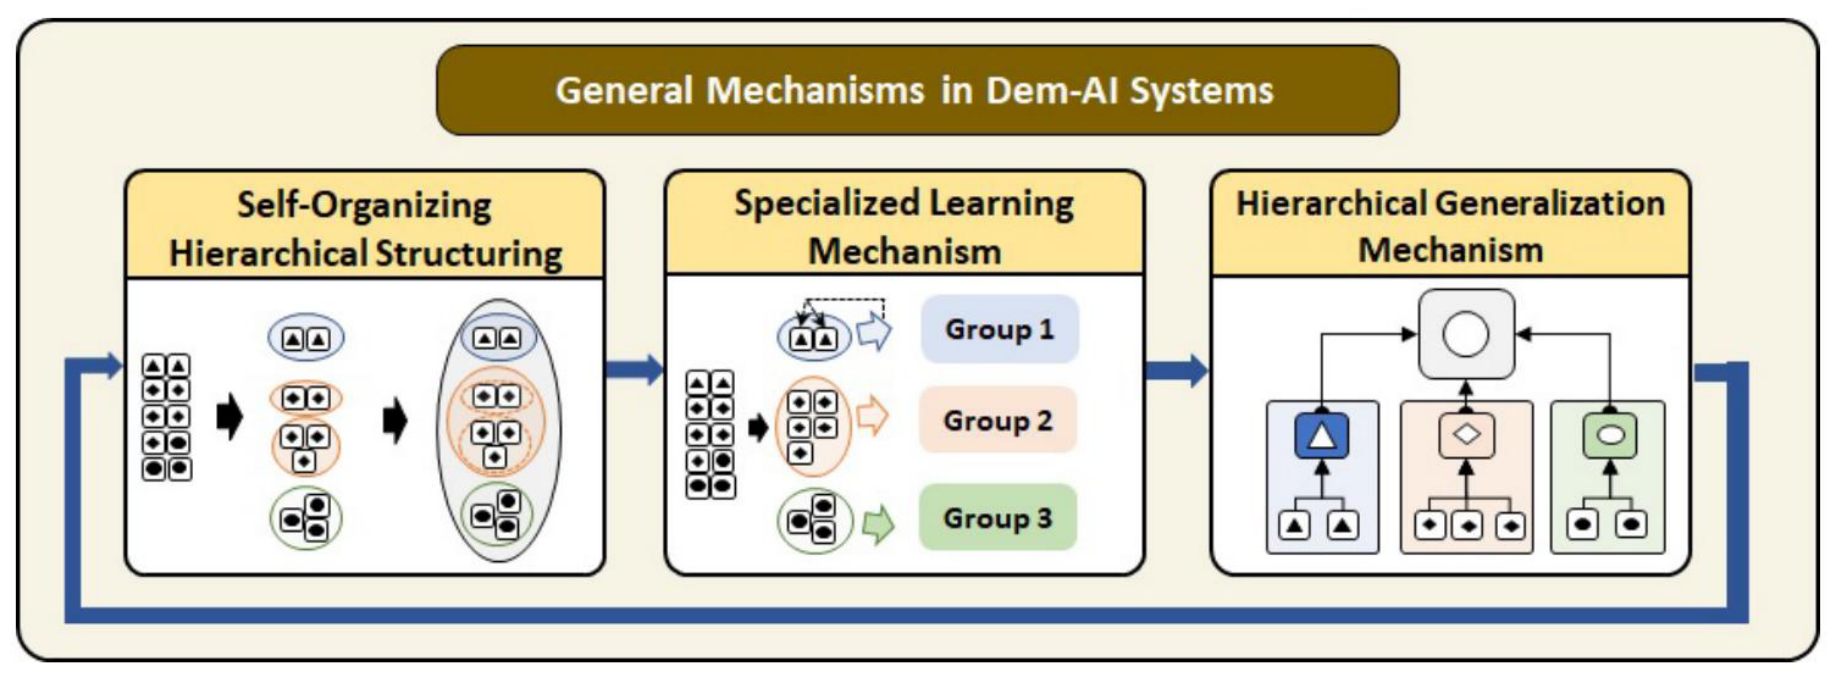 General Mechanisms in Dem-AI Systems
Self-Organizing
Hierarchical Structuring
Specialized Learning
Mechanism
Group 1
Group 2
Group 3
Hierarchical Generalization
Mechanism